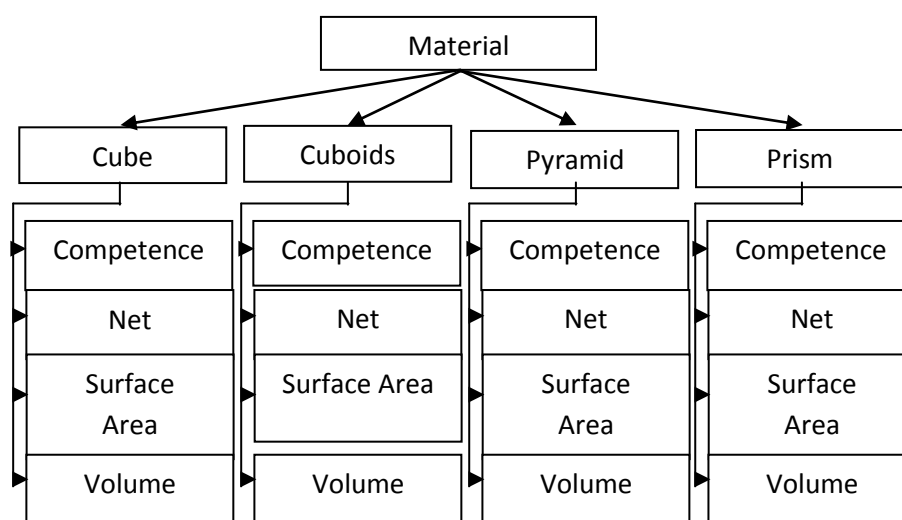 Material
Cube
Cuboids
Pyramid
Prism
Competence
Net
Surface
Area
Volume
Competence
Net
Surface Area
Volume
Competence
Net
Surface
Area
Volume
Competence
Net
Surface
Area
Volume